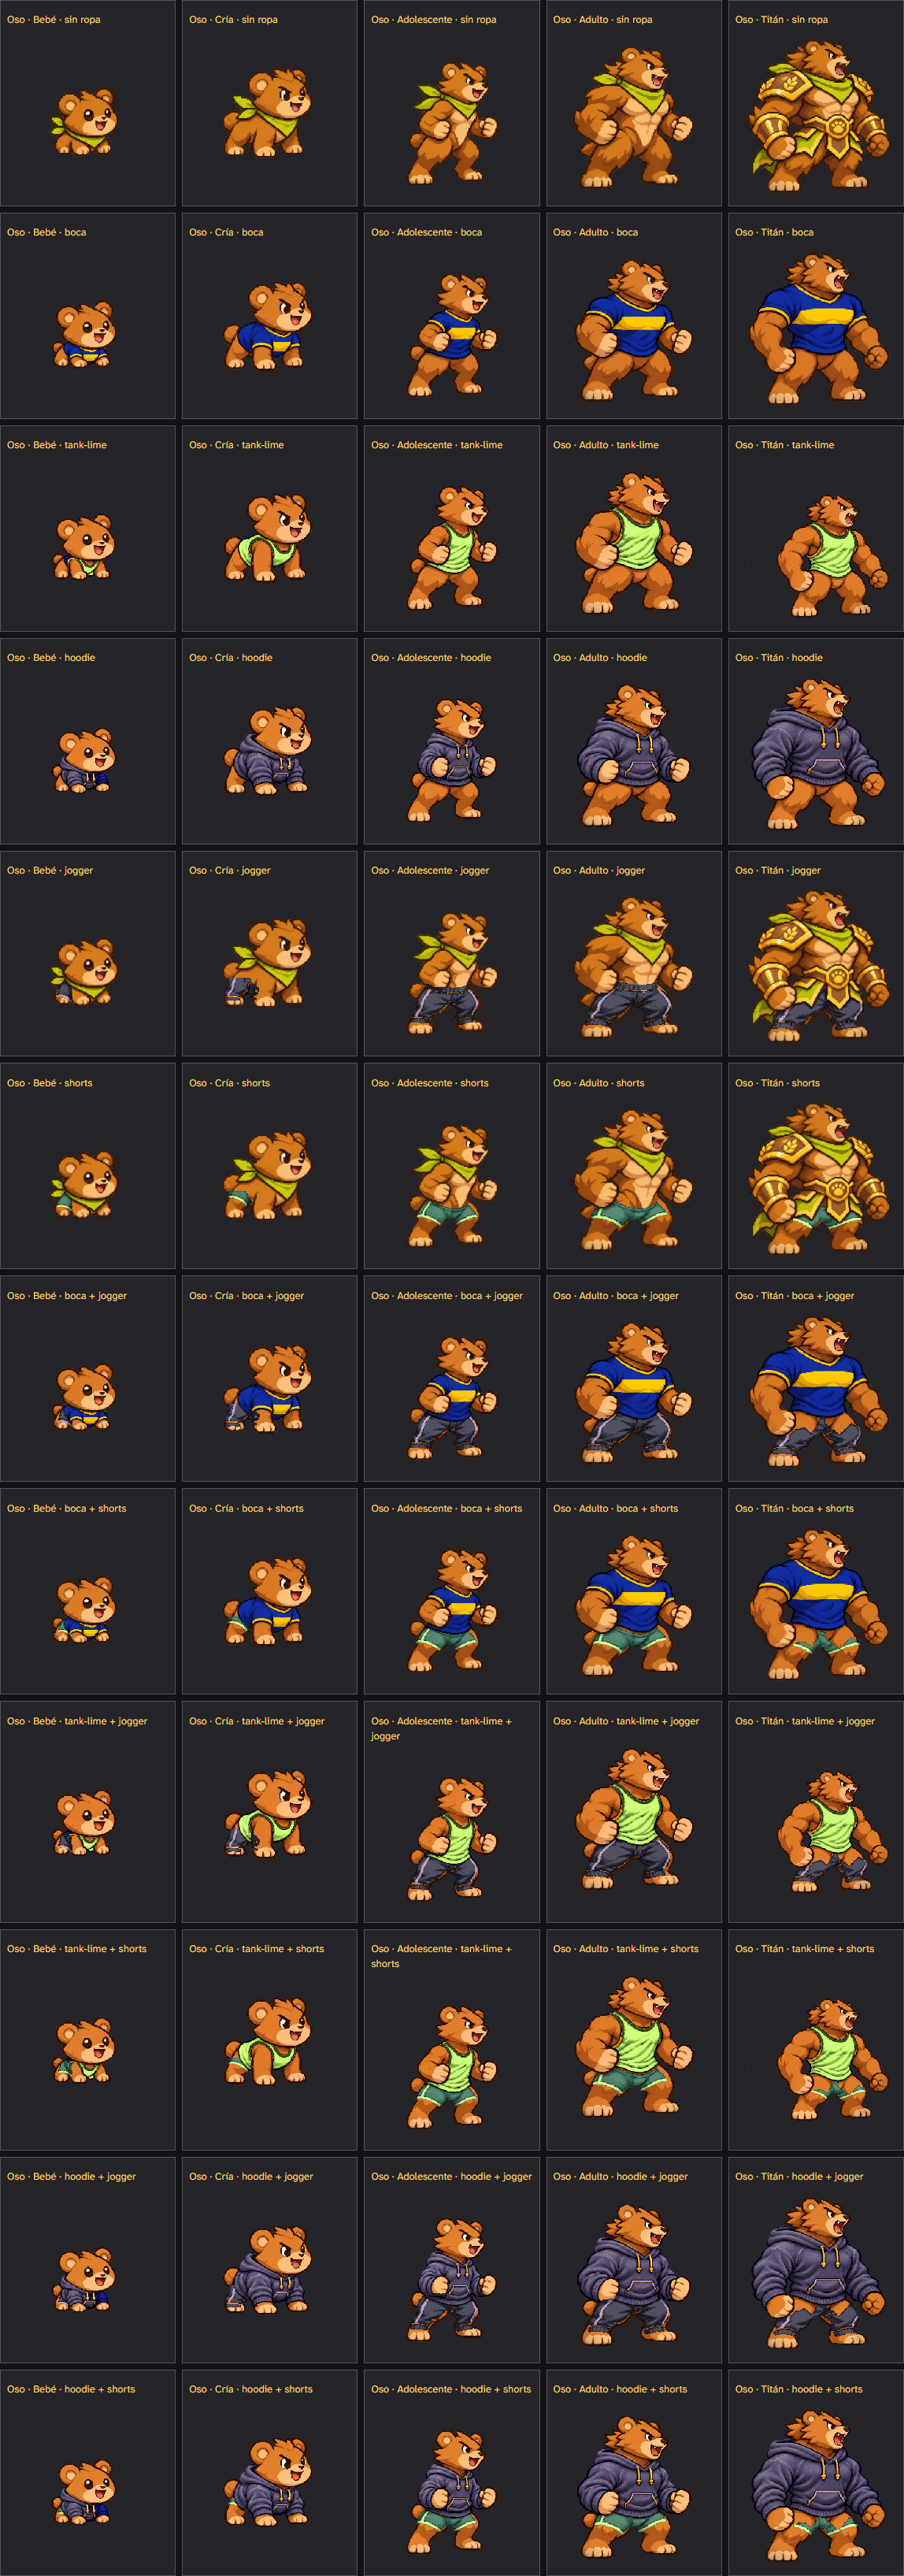 Oso · Bebé · sin ropa
Oso · Cría · sin ropa
Oso · Adolescente · sin ropa
Oso · Adulto · sin ropa
Oso · Titán · sin ropa
Oso · Bebé · boca
Oso · Cría · boca
Oso · Adolescente · boca
Oso · Adulto · boca
Oso · Titán · boca
Oso · Bebé · tank-lime
Oso · Cría · tank-lime
Oso · Adolescente · tank-lime
Oso · Adulto · tank-lime
Oso · Titán · tank-lime
Oso · Bebé · hoodie
Oso · Cría · hoodie
Oso · Adolescente · hoodie
Oso · Adulto · hoodie
Oso · Titán · hoodie
Oso · Bebé · jogger
Oso · Cría · jogger
Oso · Adolescente · jogger
Oso · Adulto · jogger
Oso · Titán · jogger
Oso · Bebé · shorts
Oso · Cría · shorts
Oso · Adolescente · shorts
Oso · Adulto · shorts
Oso · Titán · shorts
Oso · Bebé · boca + jogger
Oso · Cría · boca + jogger
Oso · Adolescente · boca + jogger
Oso · Adulto · boca + jogger
Oso · Titán · boca + jogger
Oso · Bebé · boca + shorts
Oso · Cría · boca + shorts
Oso · Adolescente · boca + shorts
Oso · Adulto · boca + shorts
Oso · Titán · boca + shorts
Oso · Bebé · tank-lime + jogger
Oso · Cría · tank-lime + jogger
Oso · Adolescente · tank-lime +
jogger
Oso · Adulto · tank-lime + jogger
Oso · Titán · tank-lime + jogger
Oso · Bebé · tank-lime + shorts
Oso · Cría · tank-lime + shorts
Oso · Adolescente · tank-lime +
shorts
Oso · Adulto · tank-lime + shorts
Oso · Titán · tank-lime + shorts
Oso · Bebé · hoodie + jogger
Oso · Cría · hoodie + jogger
Oso · Adolescente · hoodie + jogger
Oso · Adulto · hoodie + jogger
Oso · Titán · hoodie + jogger
Oso · Bebé · hoodie + shorts
Oso · Cría · hoodie + shorts
Oso · Adolescente · hoodie + shorts
Oso · Adulto · hoodie + shorts
Oso · Titán · hoodie + shorts